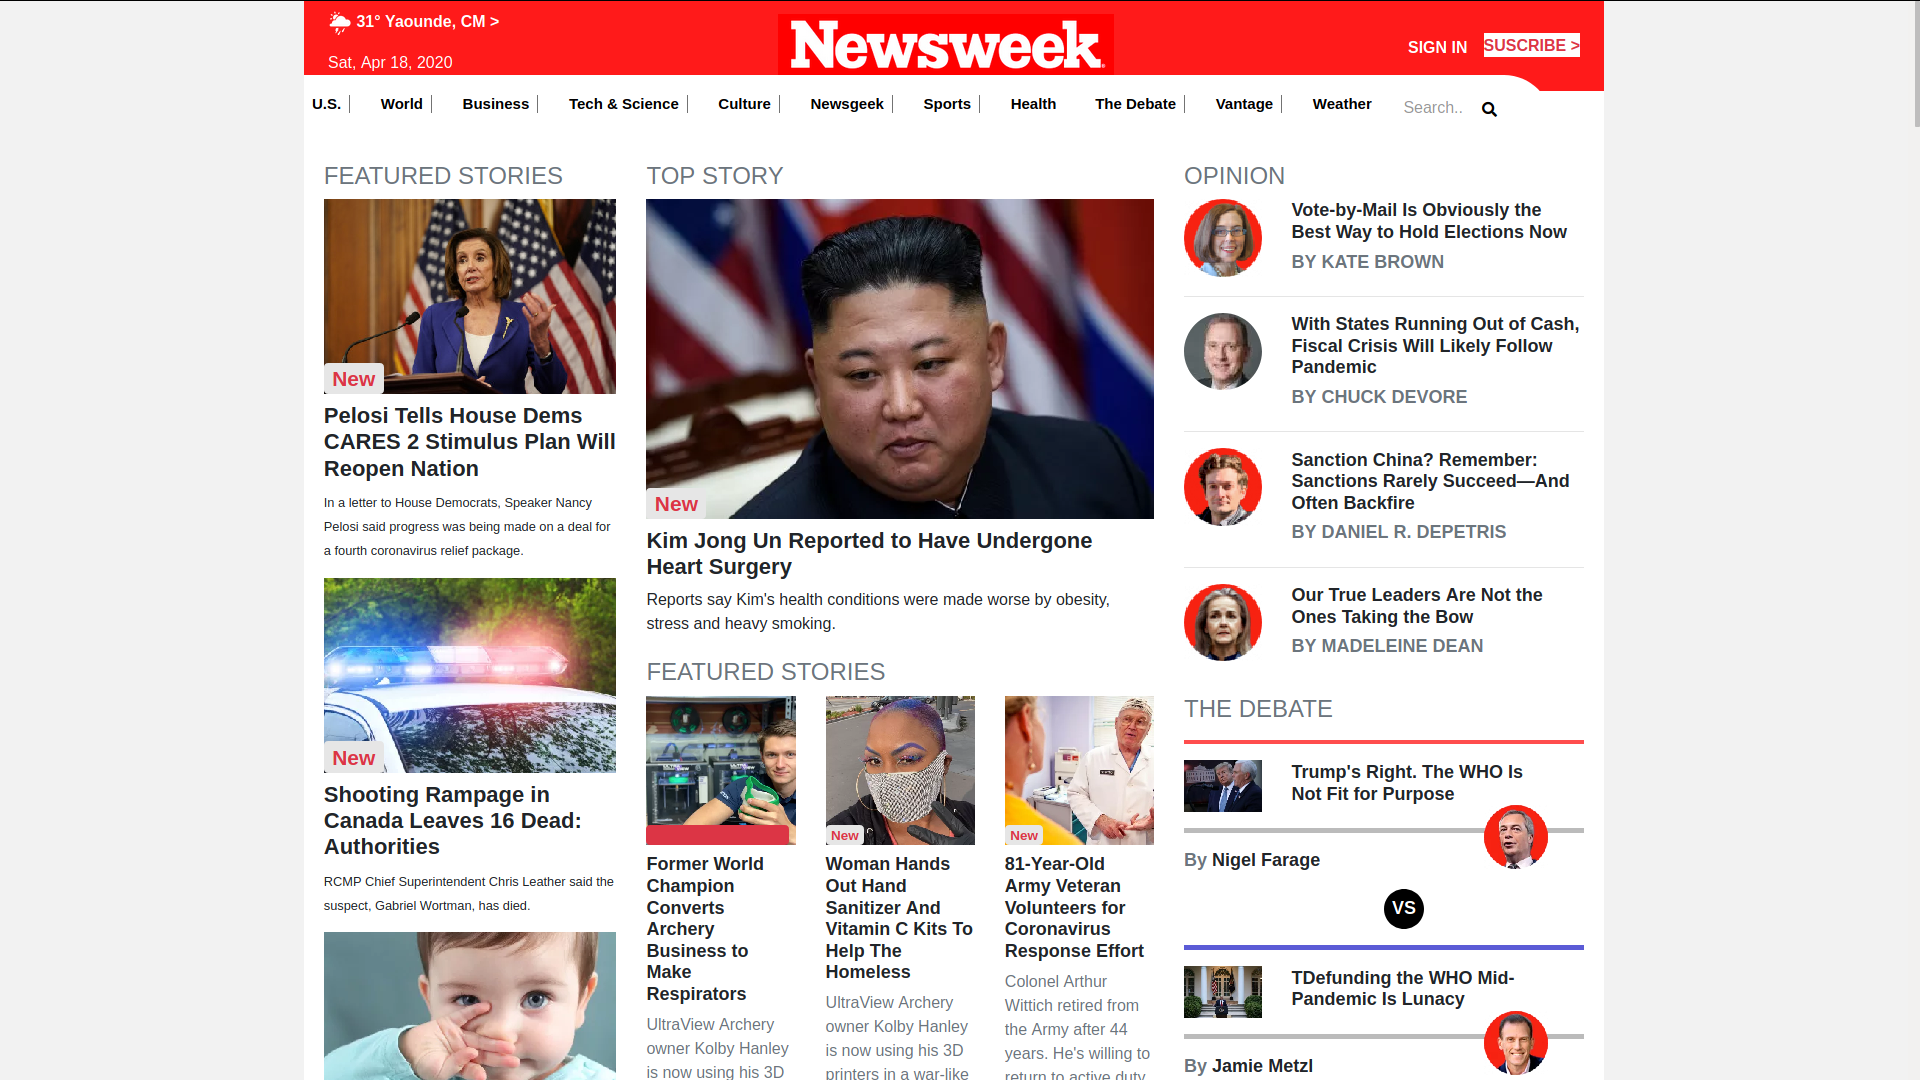 31° Yaounde, CM >
Sat, Apr 18, 2020
Newsweek
SIGN IN
SUSCRIBE >
U.S.
World
Business
Tech & Science
Culture
Newsgeek
Sports
Health
The Debate
Vantage
Weather
Search..
FEATURED STORIES
New
Pelosi Tells House Dems
CARES 2 Stimulus Plan Will
Reopen Nation
In a letter to House Democrats, Speaker Nancy
Pelosi said progress was being made on a deal for
a fourth coronavirus relief package.
New
Shooting Rampage in
Canada Leaves 16 Dead:
Authorities
RCMP Chief Superintendent Chris Leather said the
suspect, Gabriel Wortman, has died.
TOP STORY
New
Kim Jong Un Reported to Have Undergone
Heart Surgery
Reports say Kim's health conditions were made worse by obesity,
stress and heavy smoking.
FEATURED STORIES
Former World
Champion
Converts
Archery
Business to
Make
Respirators
UltraView Archery
owner Kolby Hanley
is now using his 3D
New
Woman Hands
Out Hand
Sanitizer And
Vitamin C Kits To
Help The
Homeless
UltraView Archery
owner Kolby Hanley
is now using his 3D
printers in a war-like
New
81-Year-Old
Army Veteran
Volunteers for
Coronavirus
Response Effort
Colonel Arthur
Wittich retired from
the Army after 44
years. He's willing to
return to active duty
OPINION
Vote-by-Mail Is Obviously the
Best Way to Hold Elections Now
BY KATE BROWN
With States Running Out of Cash,
Fiscal Crisis Will Likely Follow
Pandemic
BY CHUCK DEVORE
Sanction China? Remember:
Sanctions Rarely Succeed—And
Often Backfire
BY DANIEL R. DEPETRIS
Our True Leaders Are Not the
Ones Taking the Bow
BY MADELEINE DEAN
THE DEBATE
Trump's Right. The WHO Is
Not Fit for Purpose
By Nigel Farage
VS
TDefunding the WHO Mid-
Pandemic Is Lunacy
By Jamie Metzl